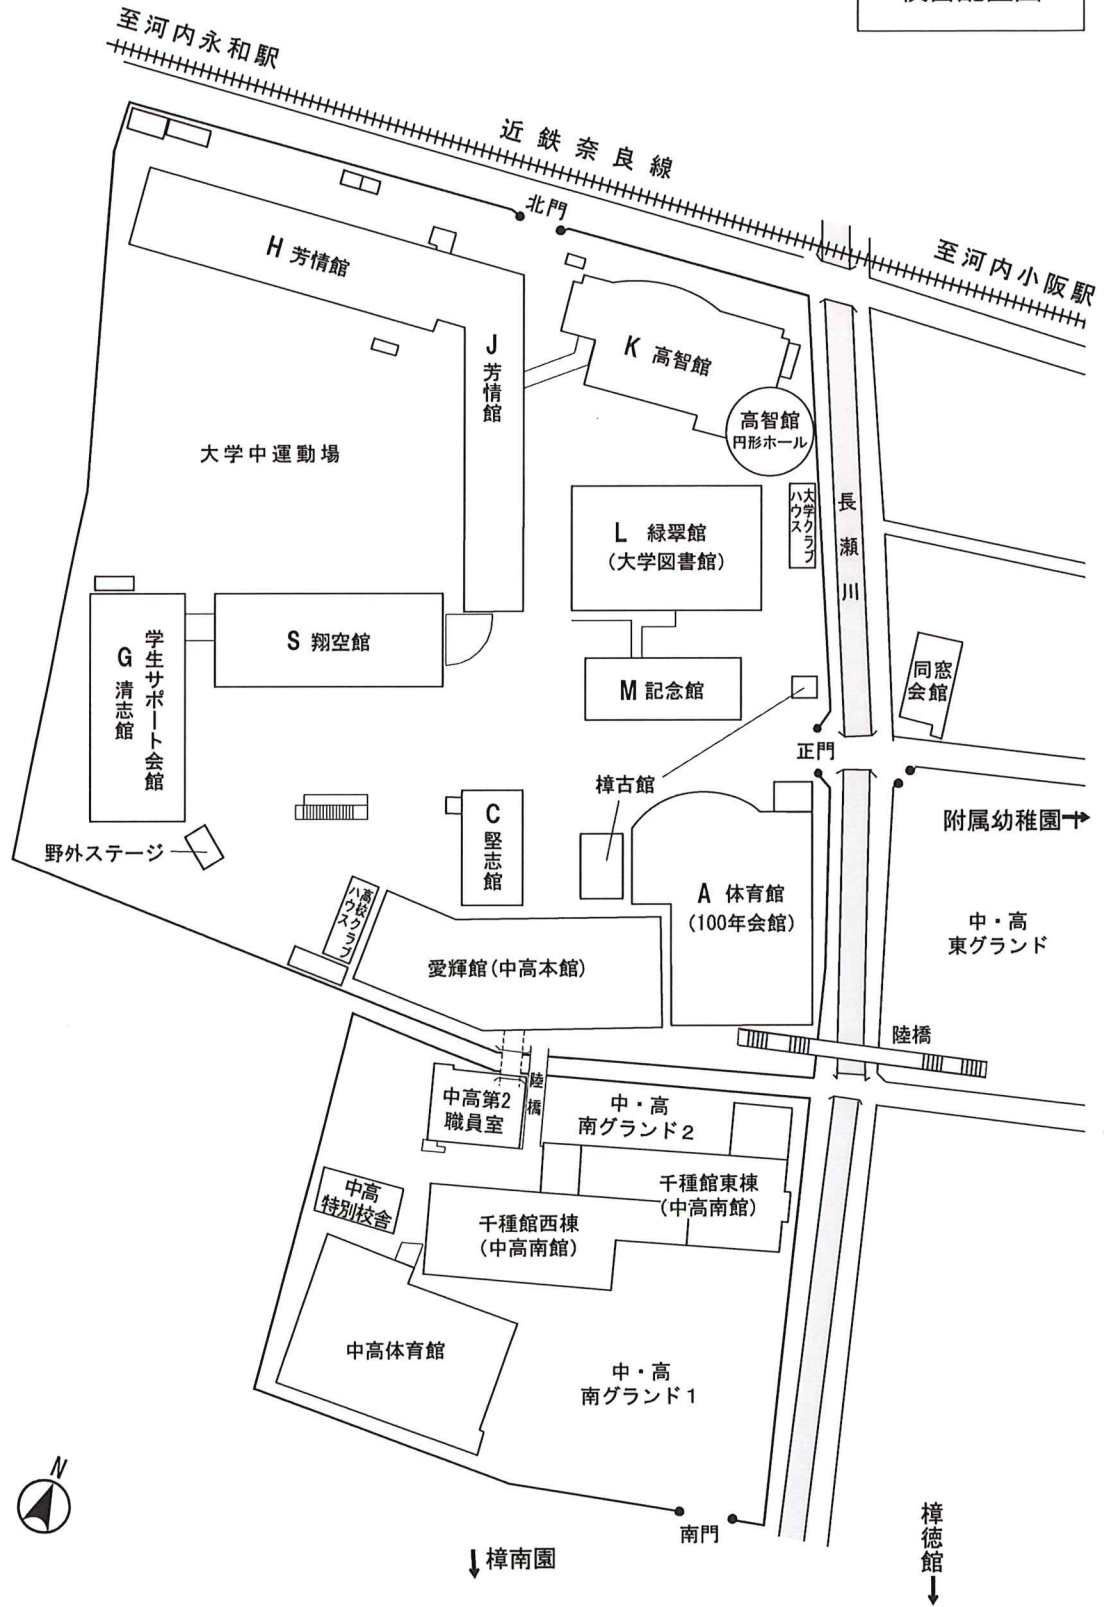 至河内永和駅
近鉄奈良線
至河内小阪駅
北門
H 芳情館
J 芳情館
K 高智館
高智館
円形ホール
大学中運動場
L 緑翠館
(大学図書館)
大学クラブ
ハウス
長瀬川
G 清志館
学生サポート会館
S 翔空館
M 記念館
同窓
会館
正門
樟古館
附属幼稚園→
C 堅志館
野外ステージ
高校クラブ
ハウス
A 体育館
(100年会館)
中・高
東グランド
愛輝館(中高本館)
陸橋
陸橋
中高第2
職員室
中・高
南グランド2
千種館東棟
(中高南館)
中高
特別校舎
千種館西棟
(中高南館)
中高体育館
中・高
南グランド1
N
南門
↓樟南園
樟徳館↓